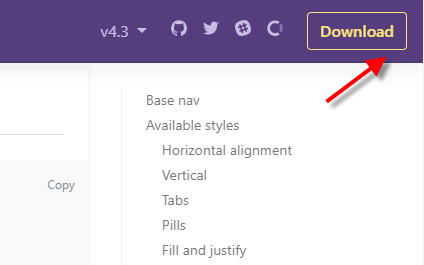 v4.3
Download
Base nav
Available styles
Horizontal alignment
Vertical
Copy
Tabs
Pills
Fill and justify